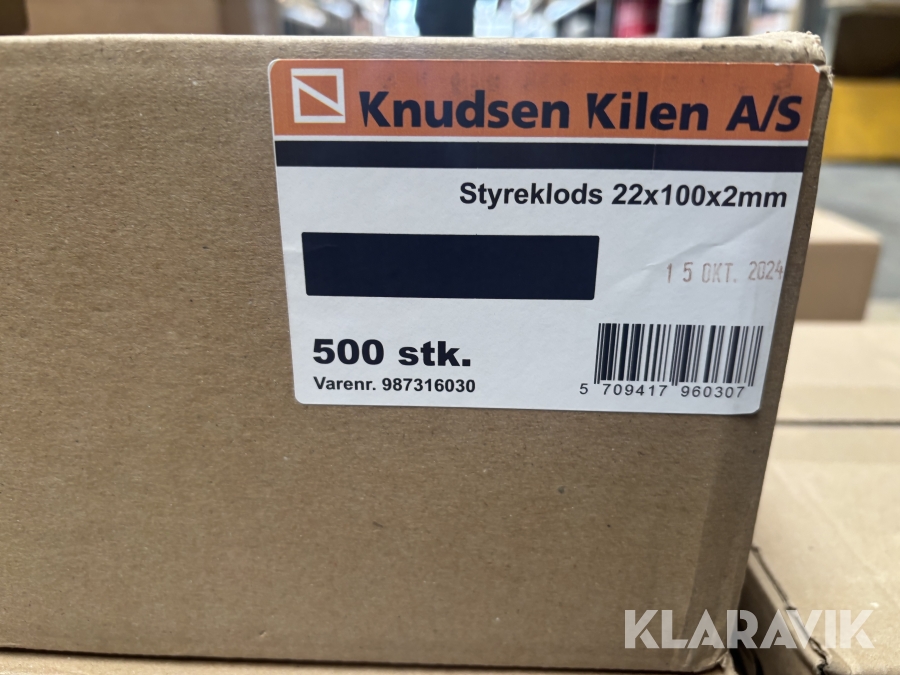 Knudsen Kilen A/S
Styreklods 22x100x2mm
15 OKT. 2024
500 stk.
Varenr. 987316030
5 709417 960307
KLARAVIK